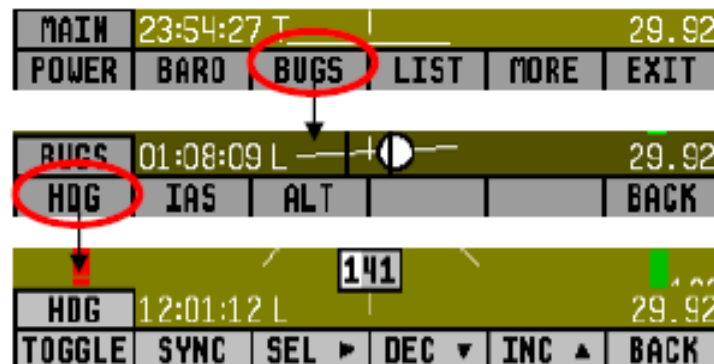 MAIN 23:54:27 T 29.92
POWER BARO BUGS LIST MORE EXIT
BUGS 01:08:09 L 29.92
HDG IAS ALT BACK
141
HDG 12:01:12 L 29.92
TOGGLE SYNC SEL ► DEC ▼ INC ▲ BACK